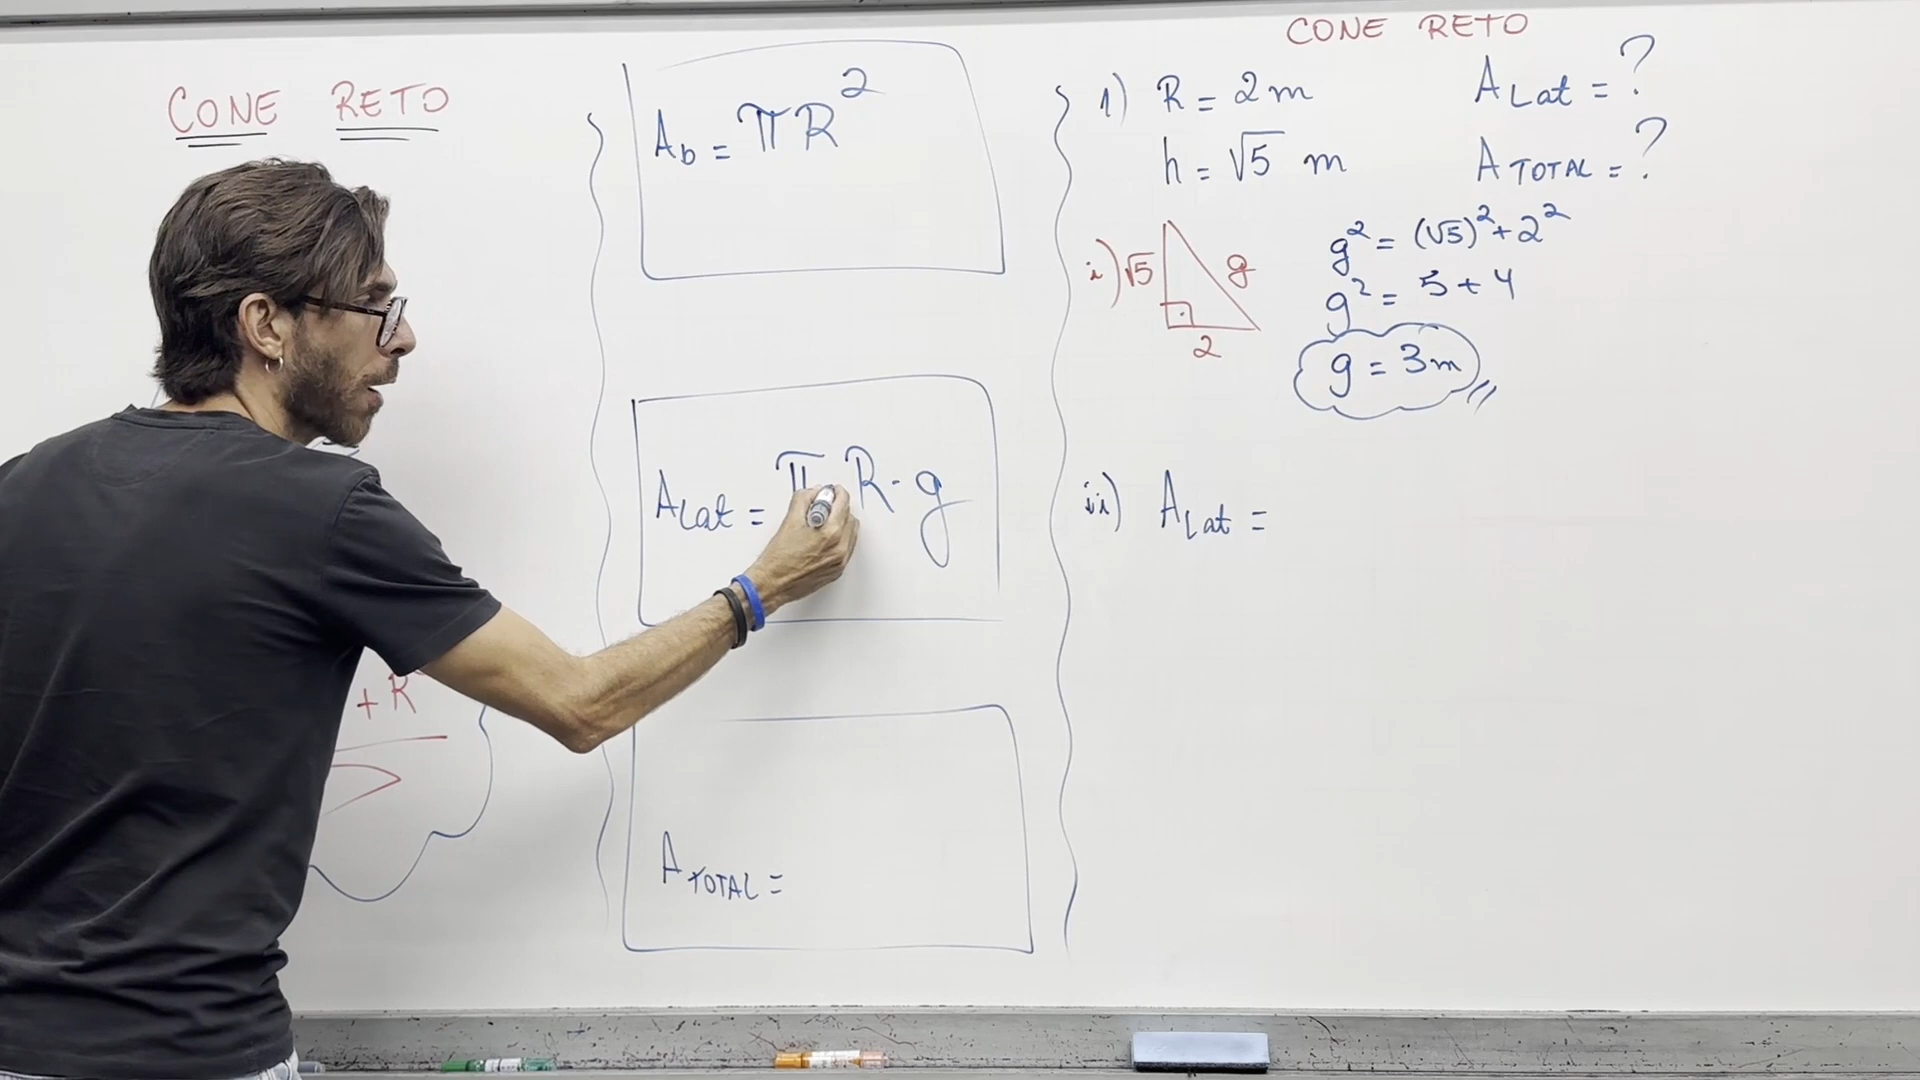 CONE RETO
+ R
A_b = πR²
A_Lat = π R · g
A_TOTAL =
CONE RETO
1) R = 2m A_Lat = ?
h = √5 m A_TOTAL = ?
i) √5 g 2
g² = (√5)² + 2²
g² = 5 + 4
g = 3m
ii) A_Lat =